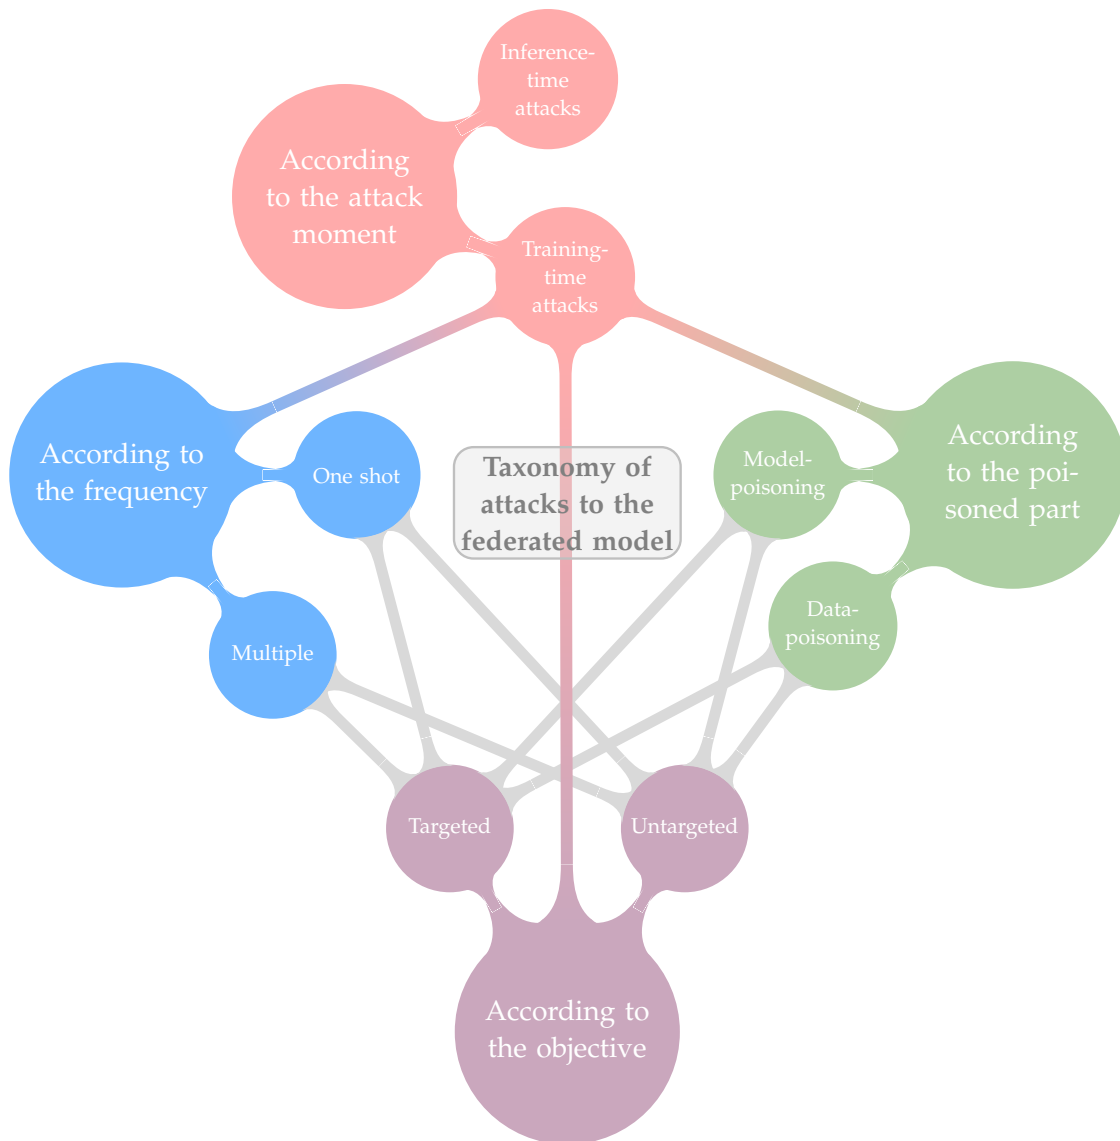 Inference-
time
attacks
According
to the attack
moment
Training-
time
attacks
According to
the frequency
One shot
Multiple
Taxonomy of
attacks to the
federated model
Model-
poisoning
According
to the poi-
soned part
Data-
poisoning
Targeted
Untargeted
According to
the objective